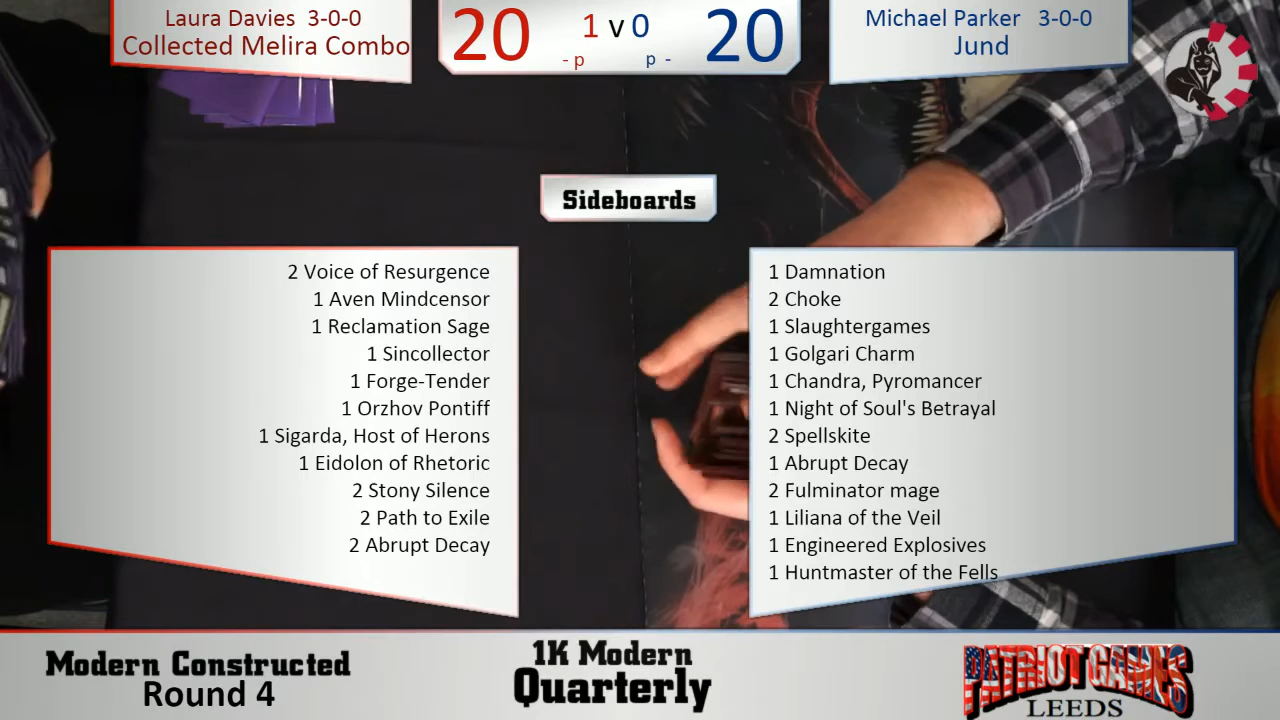 Laura Davies 3-0-0
Collected Melira Combo
20
1 v 0
20
- p
p -
Michael Parker 3-0-0
Jund
Sideboards
2 Voice of Resurgence
1 Aven Mindcensor
1 Reclamation Sage
1 Sincollector
1 Forge-Tender
1 Orzhov Pontiff
1 Sigarda, Host of Herons
1 Eidolon of Rhetoric
2 Stony Silence
2 Path to Exile
2 Abrupt Decay
1 Damnation
2 Choke
1 Slaughtergames
1 Golgari Charm
1 Chandra, Pyromancer
1 Night of Soul's Betrayal
2 Spellskite
1 Abrupt Decay
2 Fulminator mage
1 Liliana of the Veil
1 Engineered Explosives
1 Huntmaster of the Fells
Modern Constructed
Round 4
1K Modern
Quarterly
PATRIOT GAMES
LEEDS